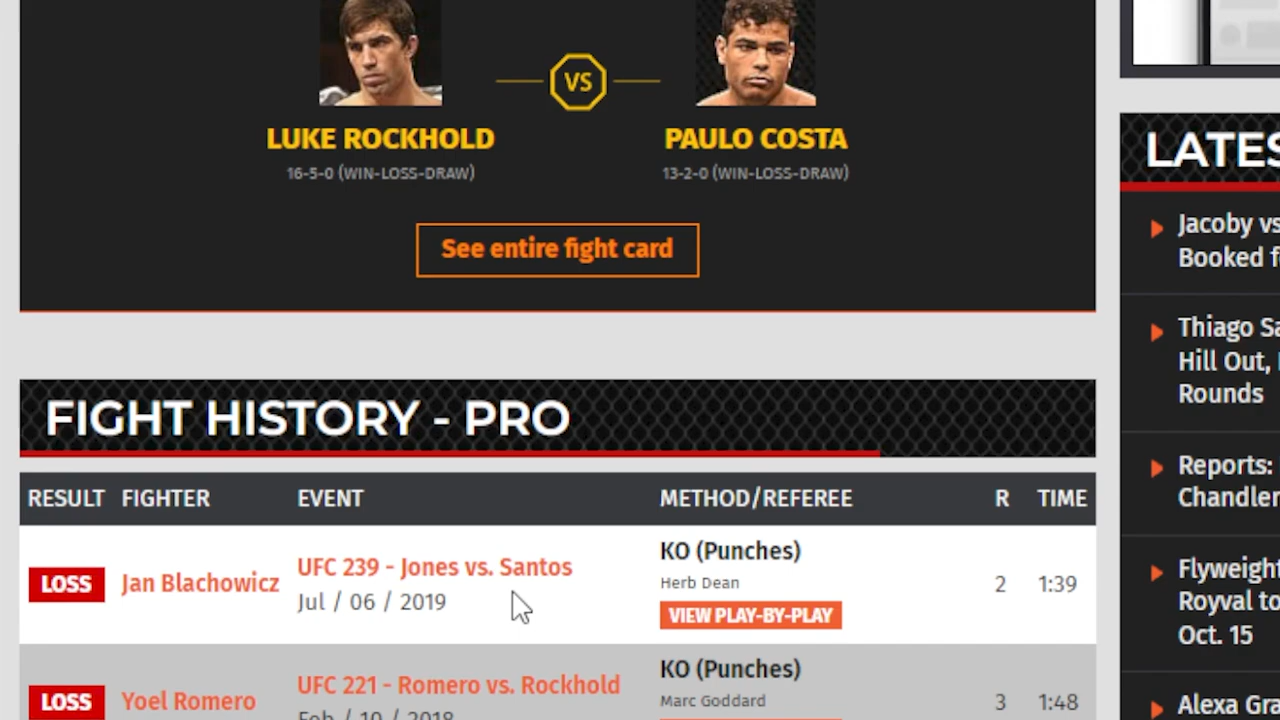 VS
LUKE ROCKHOLD
PAULO COSTA
16-5-0 (WIN-LOSS-DRAW)
13-2-0 (WIN-LOSS-DRAW)
See entire fight card
FIGHT HISTORY - PRO
RESULT FIGHTER EVENT METHOD/REFEREE R TIME
LOSS Jan Blachowicz UFC 239 - Jones vs. Santos
Jul / 06 / 2019
KO (Punches)
Herb Dean
VIEW PLAY-BY-PLAY
2 1:39
LOSS Yoel Romero UFC 221 - Romero vs. Rockhold
Feb / 10 / 2018
KO (Punches)
Marc Goddard
3 1:48
LATES
Jacoby vs
Booked f
Thiago Sa
Hill Out,
Rounds
Reports:
Chandler
Flyweight
Royval to
Oct. 15
Alexa Gra